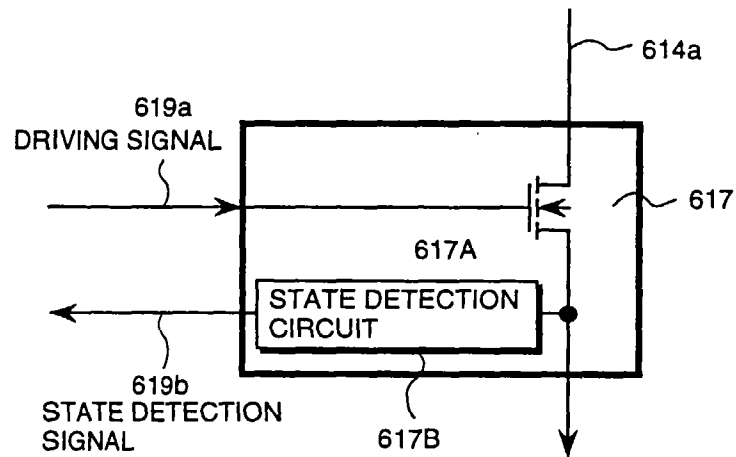 614a
619a
DRIVING SIGNAL
617
617A
STATE DETECTION
CIRCUIT
619b
STATE DETECTION
SIGNAL
617B